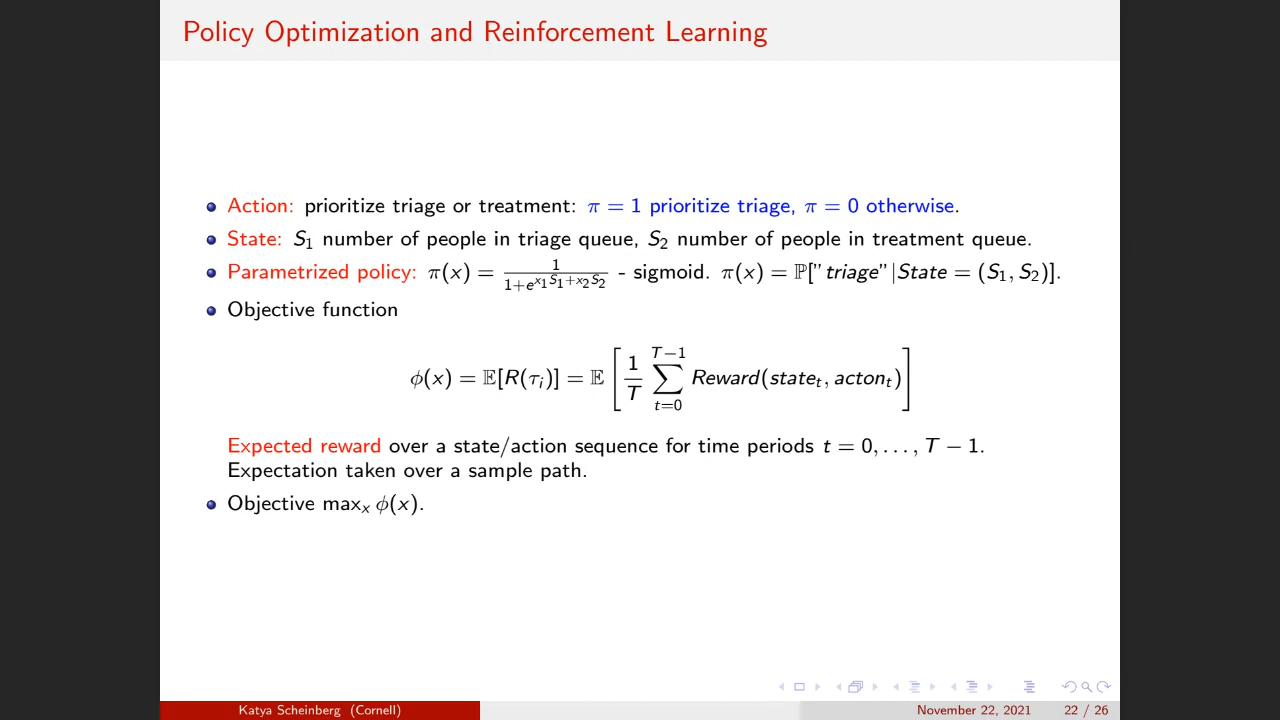 Policy Optimization and Reinforcement Learning
Action: prioritize triage or treatment: π = 1 prioritize triage, π = 0 otherwise.
State: S₁ number of people in triage queue, S₂ number of people in treatment queue.
Parametrized policy: π(x) = 1/(1+e^(x₁S₁+x₂S₂)) - sigmoid. π(x) = ℙ["triage"|State = (S₁, S₂)].
Objective function
ϕ(x) = 𝔼[R(τᵢ)] = 𝔼 [ 1/T ∑_{t=0}^{T−1} Reward(stateₜ, actonₜ) ]
Expected reward over a state/action sequence for time periods t = 0, . . . , T − 1.
Expectation taken over a sample path.
Objective maxₓ ϕ(x).
Katya Scheinberg (Cornell)
November 22, 2021
22 / 26